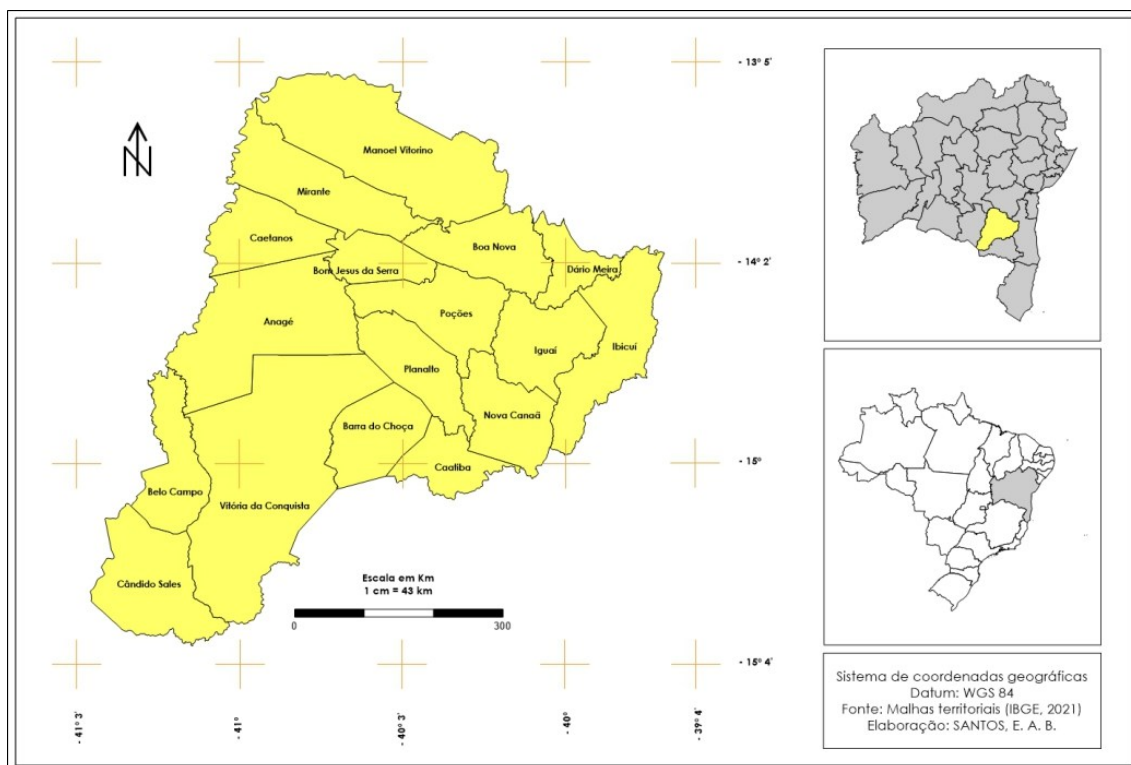 - 13° 5'
Manoel Vitorino
Mirante
Caetanos
Boa Nova
- 14° 2'
Bom Jesus da Serra
Dário Meira
Anagé
Poções
Iguaí
Ibicuí
Planalto
Nova Canaã
Barra do Choça
Caatiba
- 15°
Belo Campo
Vitória da Conquista
Cândido Sales
Escala em Km
1 cm = 43 km
0
300
- 15° 4'
- 41° 3'
- 41°
- 40° 3'
- 40°
- 39° 4'
N
Sistema de coordenadas geográficas
Datum: WGS 84
Fonte: Malhas territoriais (IBGE, 2021)
Elaboração: SANTOS, E. A. B.